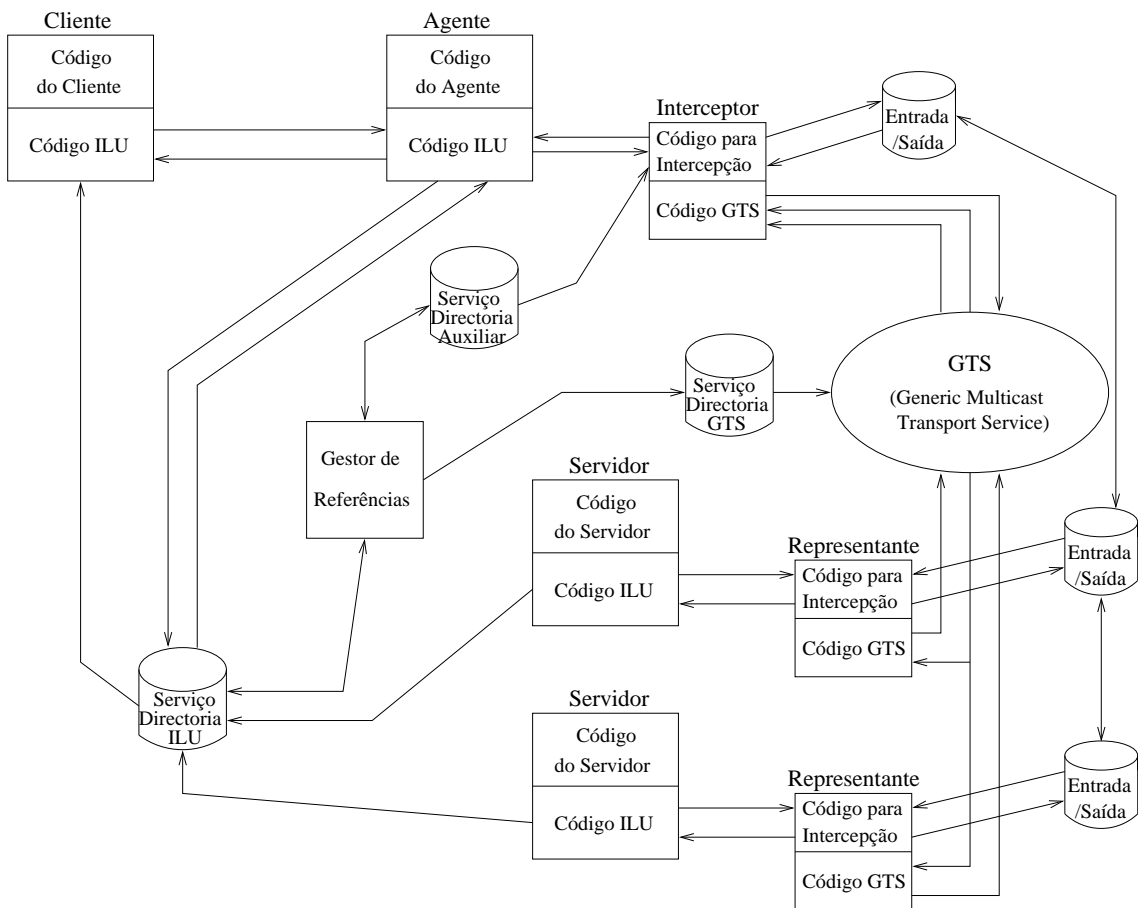 Cliente
Código
do Cliente
Código ILU
Agente
Código
do Agente
Código ILU
Interceptor
Código para
Intercepção
Código GTS
Entrada
/Saída
Serviço
Directoria
Auxiliar
Serviço
Directoria
GTS
GTS
(Generic Multicast
Transport Service)
Gestor de
Referências
Servidor
Código
do Servidor
Código ILU
Representante
Código para
Intercepção
Código GTS
Entrada
/Saída
Serviço
Directoria
ILU
Servidor
Código
do Servidor
Código ILU
Representante
Código para
Intercepção
Código GTS
Entrada
/Saída